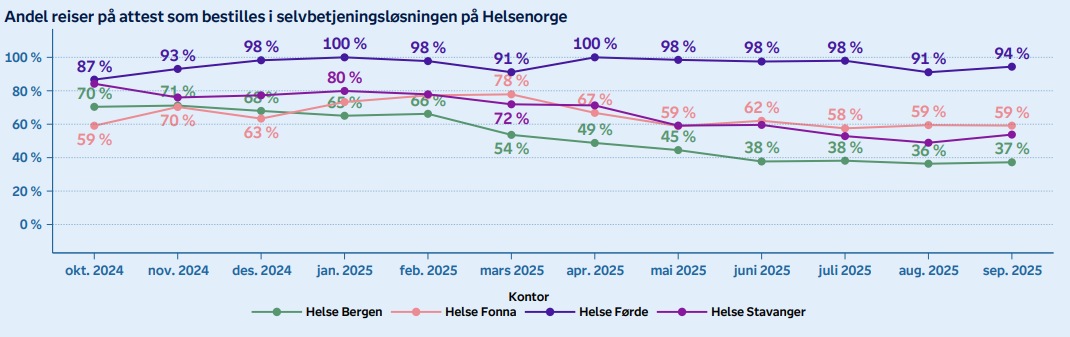 Andel reiser på attest som bestilles i selvbetjeningsløsningen på Helsenorge
87 % 93 % 98 % 100 % 98 % 91 % 100 % 98 % 98 % 98 % 91 % 94 %
100 %
80 %
60 %
40 %
20 %
0 %
70 % 71 % 68 % 65 % 66 % 54 % 49 % 45 % 38 % 38 % 36 % 37 %
59 % 70 % 63 % 78 % 67 % 59 % 62 % 58 % 59 % 59 %
80 % 72 %
okt. 2024 nov. 2024 des. 2024 jan. 2025 feb. 2025 mars 2025 apr. 2025 mai 2025 juni 2025 juli 2025 aug. 2025 sep. 2025
Kontor
Helse Bergen Helse Fonna Helse Førde Helse Stavanger